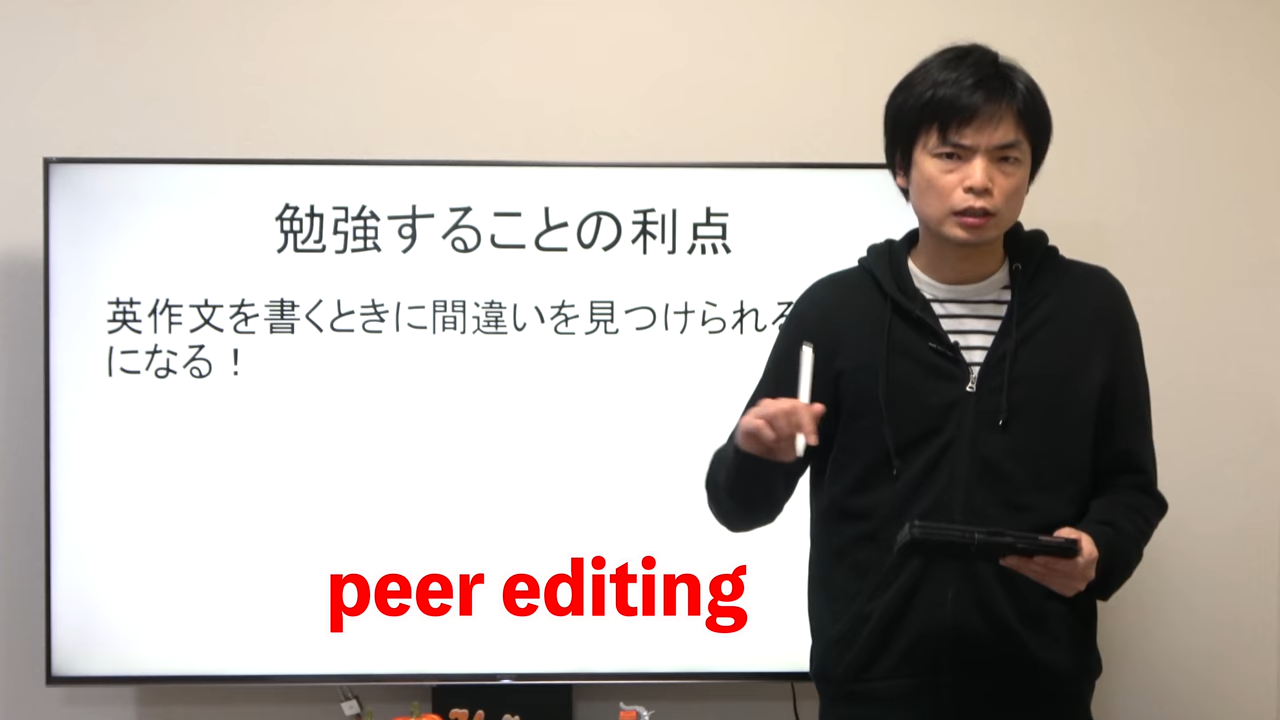 勉強することの利点
英作文を書くときに間違いを見つけられる
になる！
peer editing